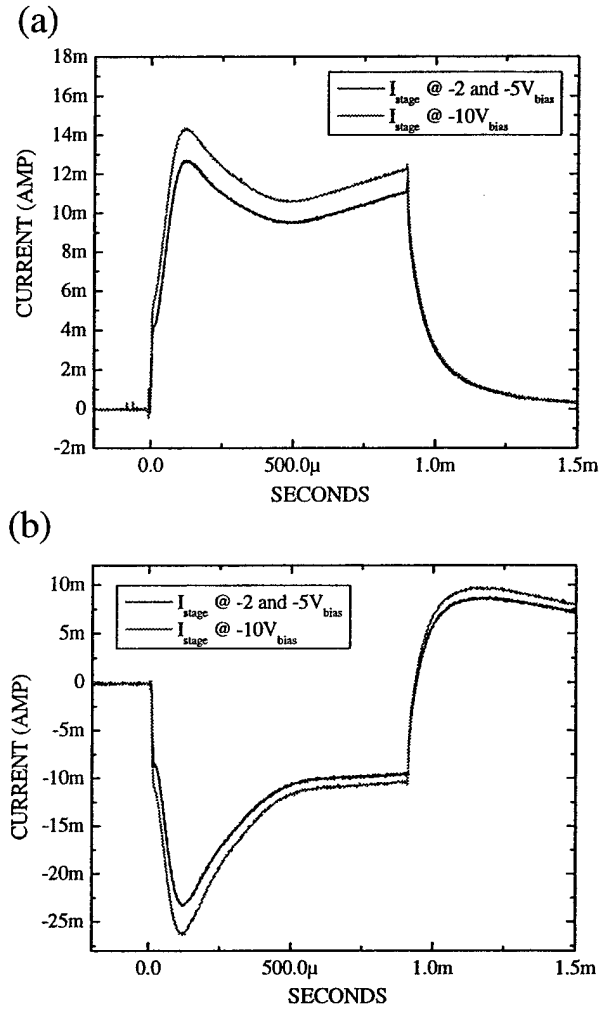 (a)
18m
16m
14m
12m
10m
8m
6m
4m
2m
0
-2m
CURRENT (AMP)
I_stage @ -2 and -5V_bias
I_stage @ -10V_bias
0.0 500.0μ 1.0m 1.5m
SECONDS
(b)
10m
5m
0
-5m
-10m
-15m
-20m
-25m
CURRENT (AMP)
I_stage @ -2 and -5V_bias
I_stage @ -10V_bias
0.0 500.0μ 1.0m 1.5m
SECONDS